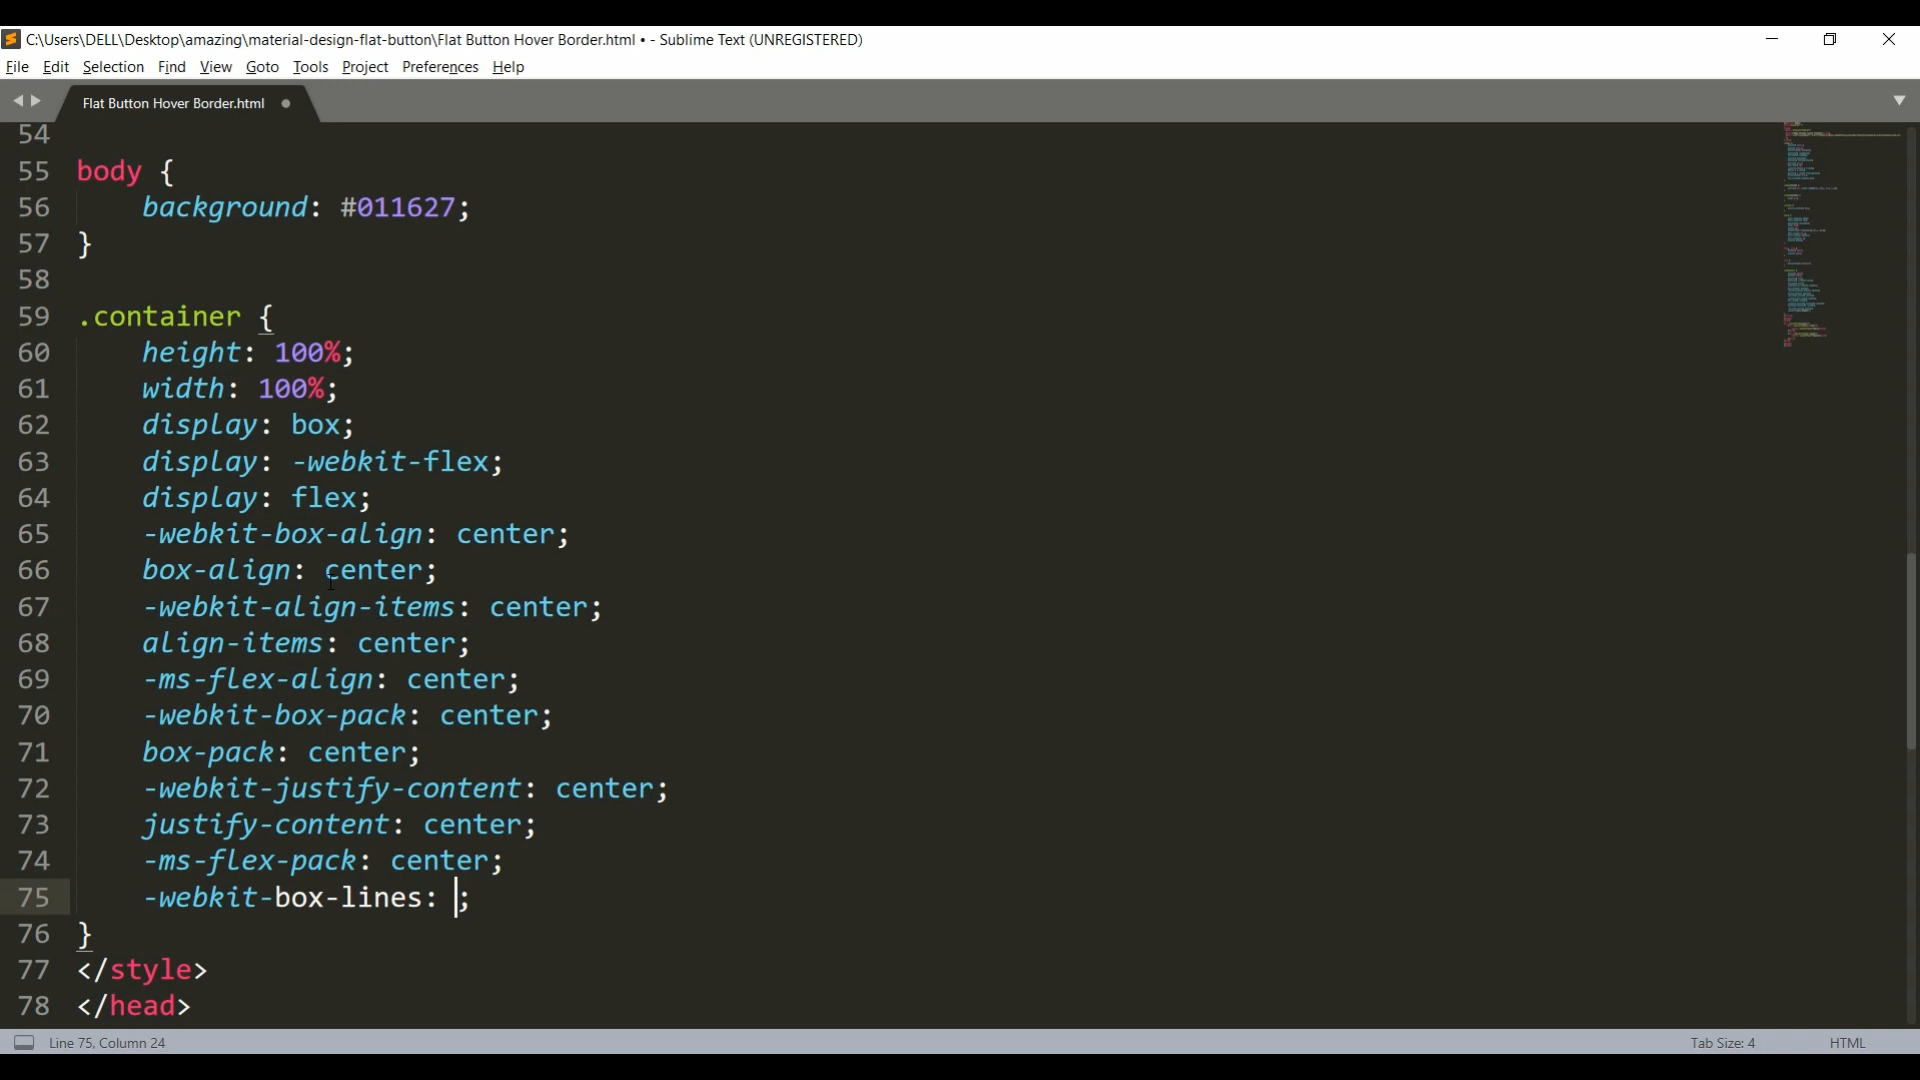 C:\Users\DELL\Desktop\amazing\material-design-flat-button\Flat Button Hover Border.html • - Sublime Text (UNREGISTERED)
File Edit Selection Find View Goto Tools Project Preferences Help
Flat Button Hover Border.html
54
55 body {
56 background: #011627;
57 }
58
59 .container {
60 height: 100%;
61 width: 100%;
62 display: box;
63 display: -webkit-flex;
64 display: flex;
65 -webkit-box-align: center;
66 box-align: center;
67 -webkit-align-items: center;
68 align-items: center;
69 -ms-flex-align: center;
70 -webkit-box-pack: center;
71 box-pack: center;
72 -webkit-justify-content: center;
73 justify-content: center;
74 -ms-flex-pack: center;
75 -webkit-box-lines: ;
76 }
77 </style>
78 </head>
Line 75, Column 24 Tab Size: 4 HTML